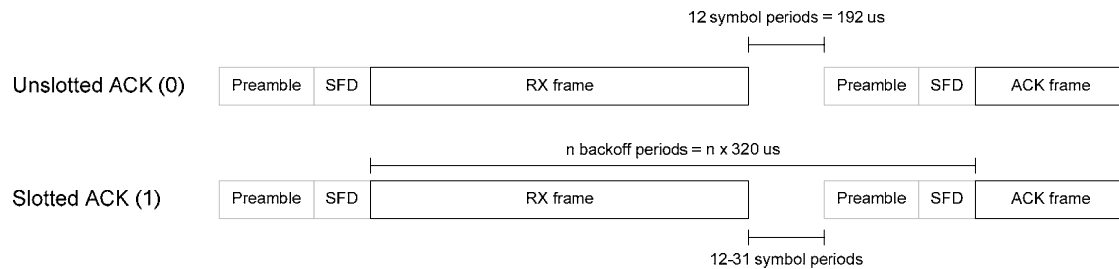 12 symbol periods = 192 us
Unslotted ACK (0) Preamble SFD RX frame Preamble SFD ACK frame
n backoff periods = n x 320 us
Slotted ACK (1) Preamble SFD RX frame Preamble SFD ACK frame
12-31 symbol periods